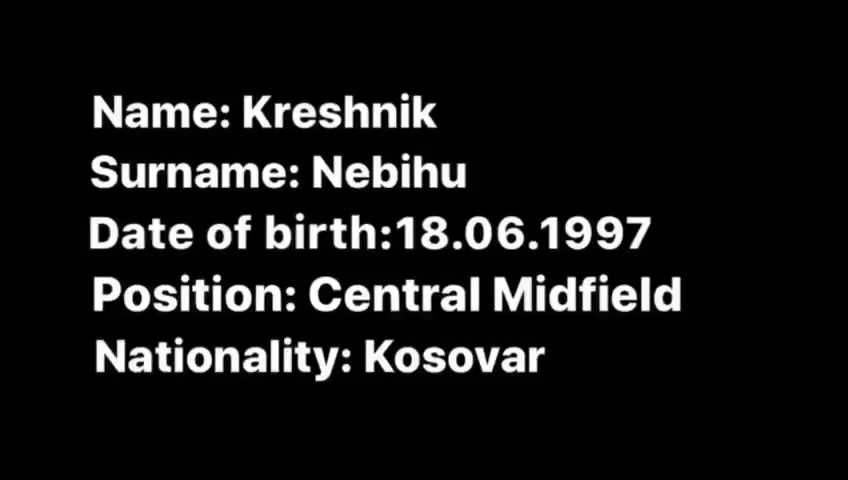 Name: Kreshnik
Surname: Nebihu
Date of birth:18.06.1997
Position: Central Midfield
Nationality: Kosovar